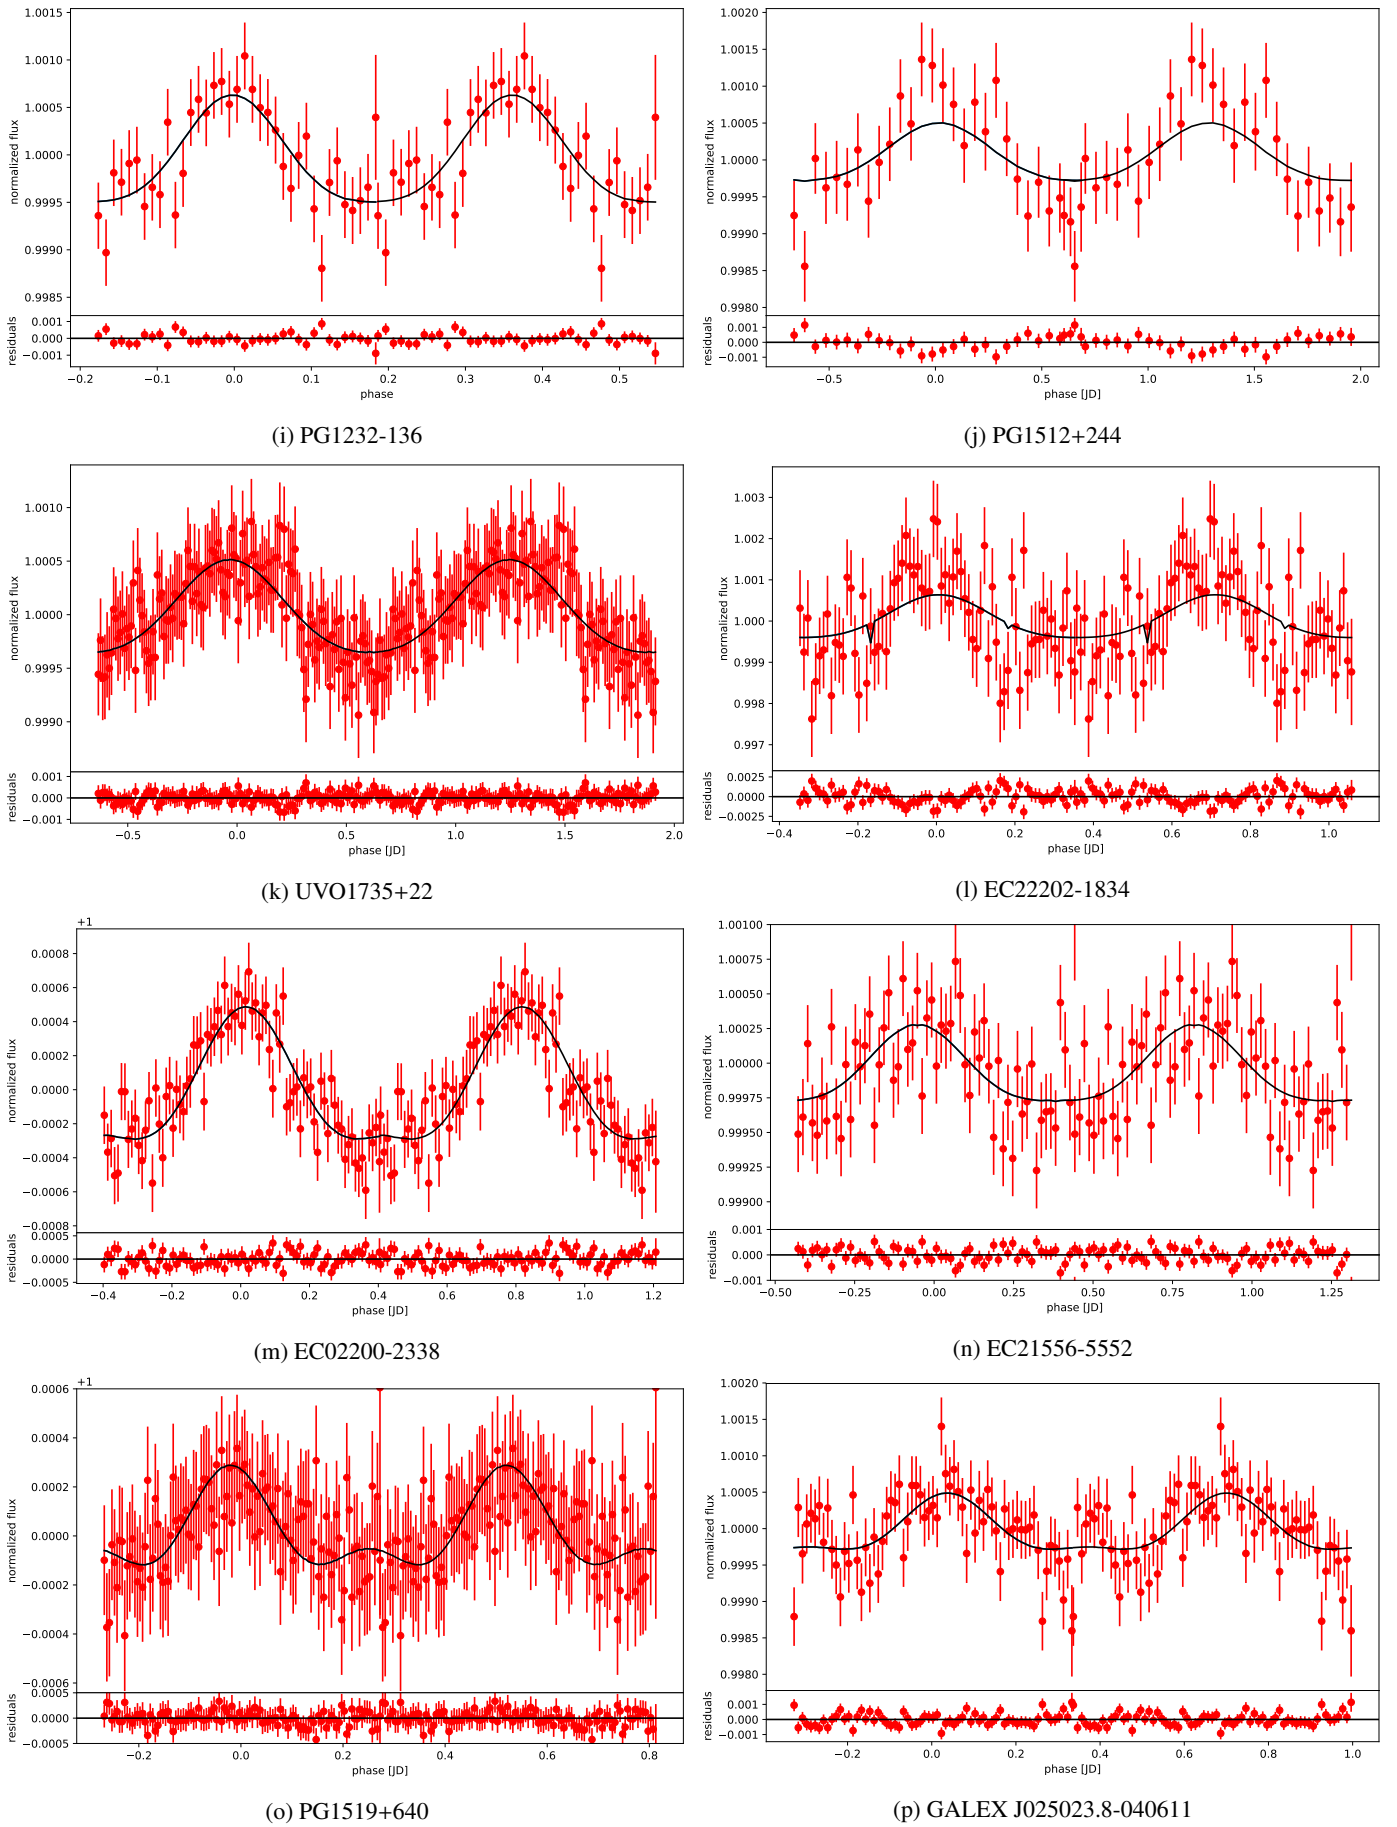 1.0015
1.0010
1.0005
1.0000
0.9995
0.9990
0.9985
normalized flux
0.001
0.000
−0.001
residuals
−0.2 −0.1 0.0 0.1 0.2 0.3 0.4 0.5
phase
(i) PG1232-136
1.0020
1.0015
1.0010
1.0005
1.0000
0.9995
0.9990
0.9985
0.9980
normalized flux
0.001
0.000
−0.001
residuals
−0.5 0.0 0.5 1.0 1.5 2.0
phase [JD]
(j) PG1512+244
1.0010
1.0005
1.0000
0.9995
0.9990
normalized flux
0.001
0.000
−0.001
residuals
−0.5 0.0 0.5 1.0 1.5 2.0
phase [JD]
(k) UVO1735+22
1.003
1.002
1.001
1.000
0.999
0.998
0.997
normalized flux
0.0025
0.0000
−0.0025
residuals
−0.4 −0.2 0.0 0.2 0.4 0.6 0.8 1.0
phase [JD]
(l) EC22202-1834
+1
0.0008
0.0006
0.0004
0.0002
0.0000
−0.0002
−0.0004
−0.0006
−0.0008
normalized flux
0.0005
0.0000
−0.0005
residuals
−0.4 −0.2 0.0 0.2 0.4 0.6 0.8 1.0 1.2
phase [JD]
(m) EC02200-2338
1.00100
1.00075
1.00050
1.00025
1.00000
0.99975
0.99950
0.99925
0.99900
normalized flux
0.001
0.000
−0.001
residuals
−0.50 −0.25 0.00 0.25 0.50 0.75 1.00 1.25
phase [JD]
(n) EC21556-5552
+1
0.0006
0.0004
0.0002
0.0000
−0.0002
−0.0004
−0.0006
normalized flux
0.0005
0.0000
−0.0005
residuals
−0.2 0.0 0.2 0.4 0.6 0.8
phase [JD]
(o) PG1519+640
1.0020
1.0015
1.0010
1.0005
1.0000
0.9995
0.9990
0.9985
0.9980
normalized flux
0.001
0.000
−0.001
residuals
−0.2 0.0 0.2 0.4 0.6 0.8 1.0
phase [JD]
(p) GALEX J025023.8-040611